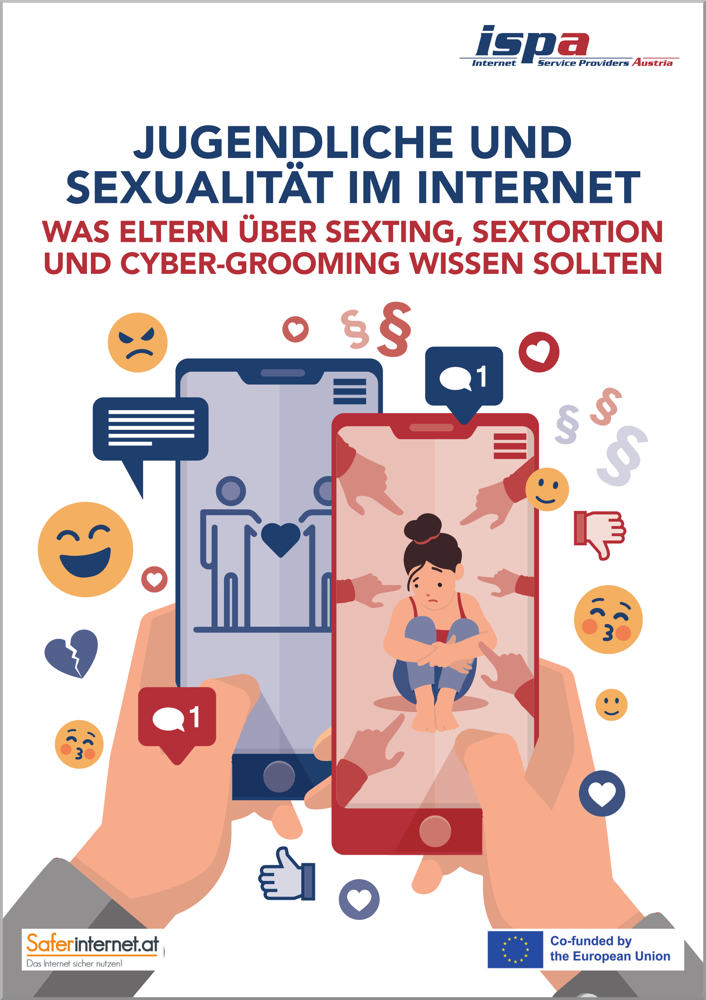 ispa
Internet Service Providers Austria
JUGENDLICHE UND
SEXUALITÄT IM INTERNET
WAS ELTERN ÜBER SEXTING, SEXTORTION
UND CYBER-GROOMING WISSEN SOLLTEN
§ §
1
§ § §
1
Saferinternet.at
Das Internet sicher nutzen!
Co-funded by
the European Union